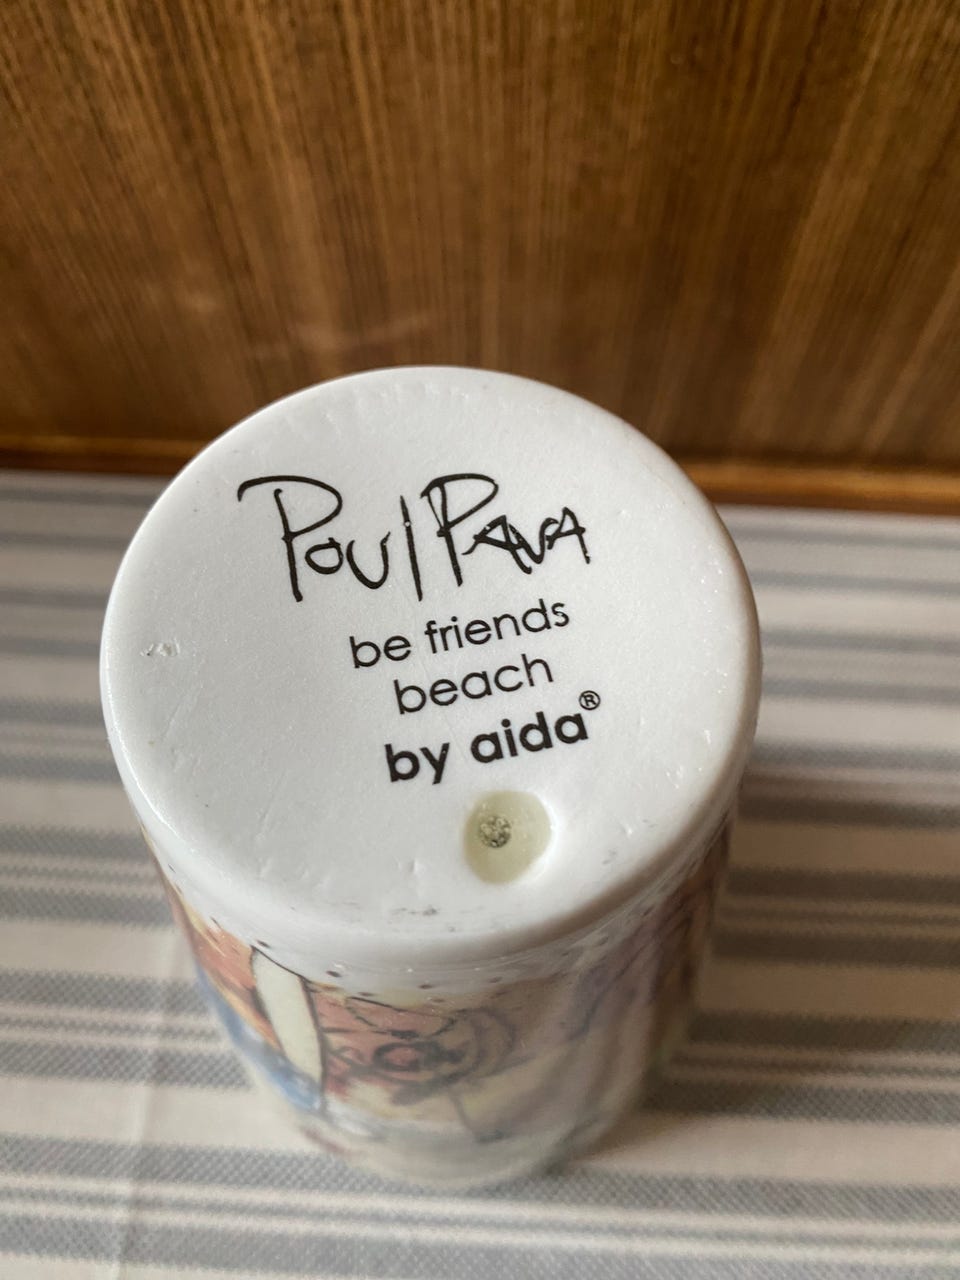 Poul Pava
be friends
beach
by aida®